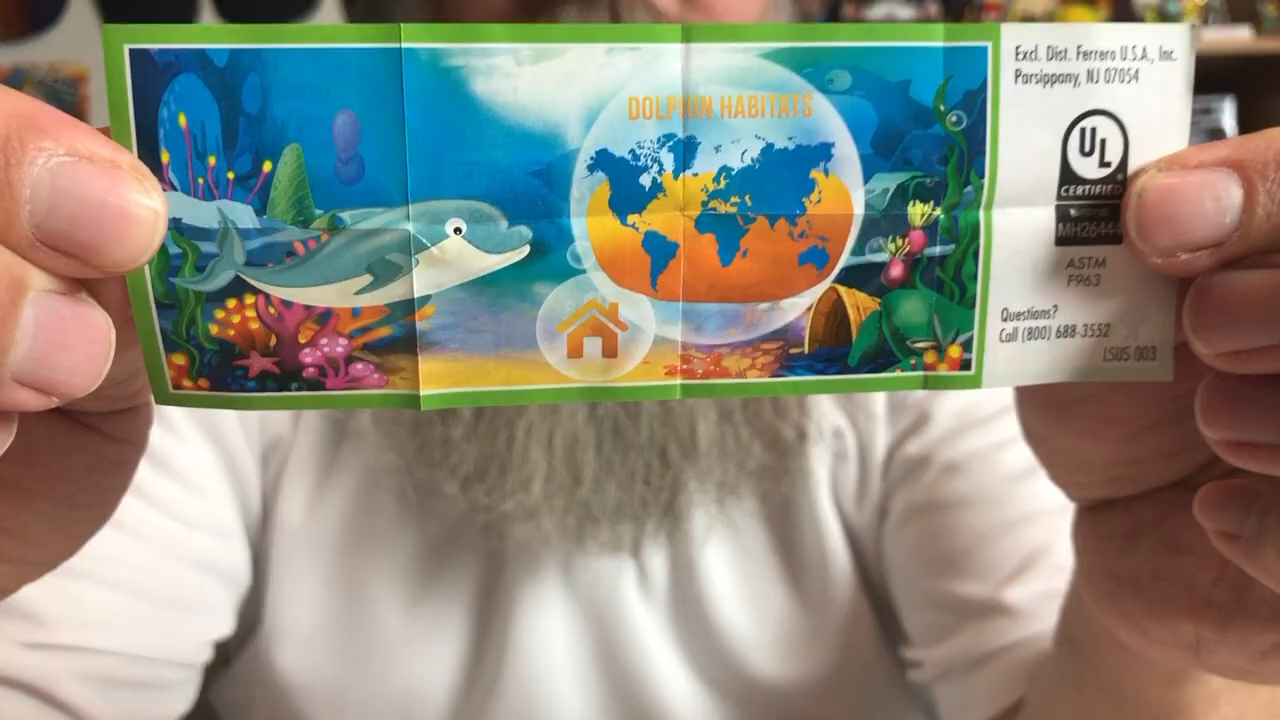 DOLPHIN HABITATS
Excl. Dist. Ferrero U.S.A., Inc.
Parsippany, NJ 07054
UL
CERTIFIED
MH26444
ASTM
F963
Questions?
Call (800) 688-3552
LSUS 003